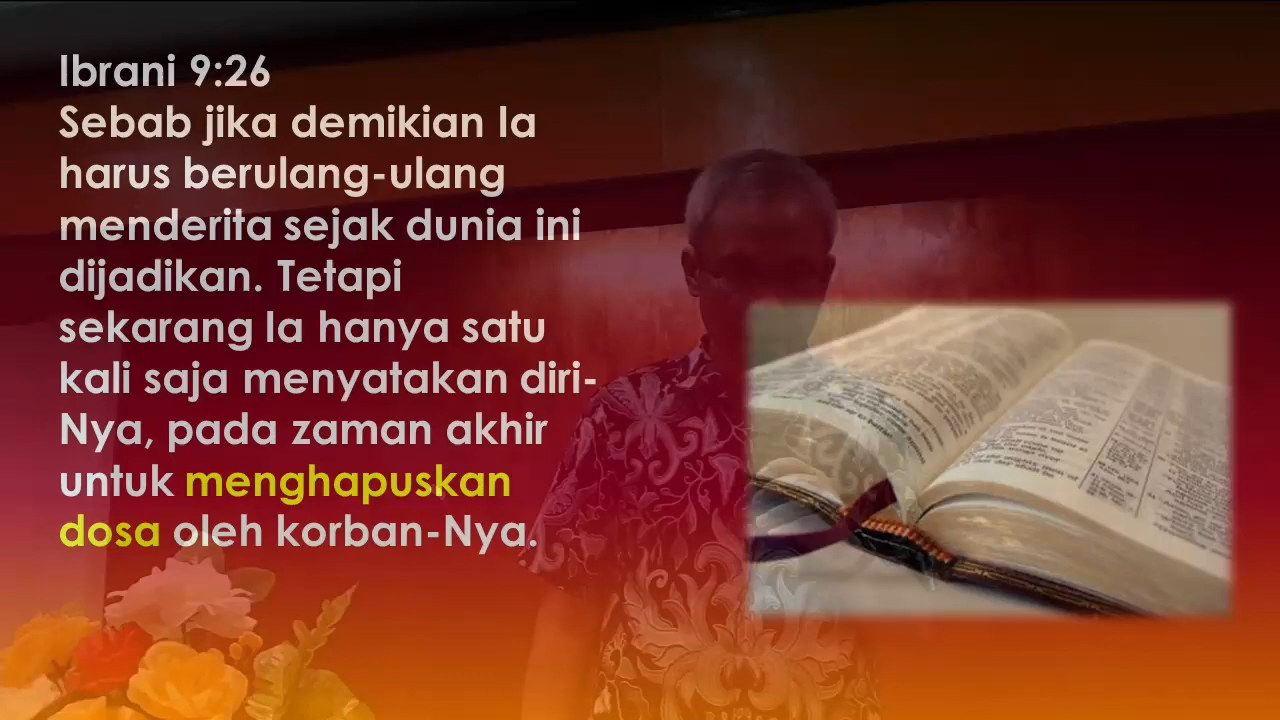 Ibrani 9:26
Sebab jika demikian Ia
harus berulang-ulang
menderita sejak dunia ini
dijadikan. Tetapi
sekarang Ia hanya satu
kali saja menyatakan diri-
Nya, pada zaman akhir
untuk menghapuskan
dosa oleh korban-Nya.